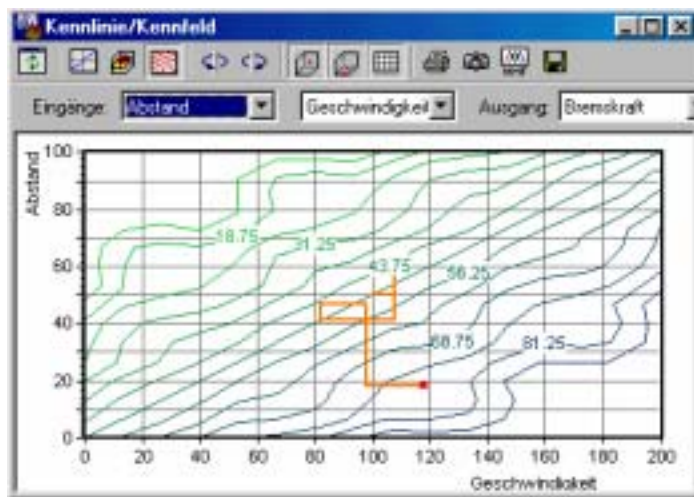 Kennlinie/Kennfeld
Eingänge: Abstand Geschwindigkeit Ausgang: Bremskraft
Abstand
100
80
60
40
20
0
18.75
31.25
43.75
56.25
68.75
81.25
0 20 40 60 80 100 120 140 160 180 200
Geschwindigkeit